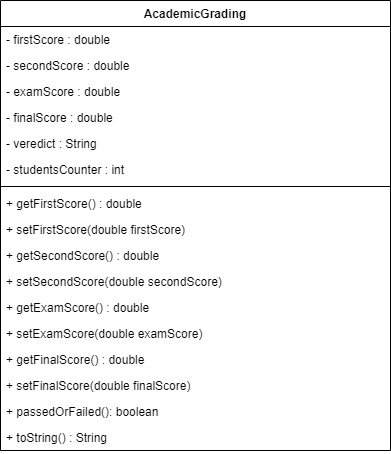 AcademicGrading
- firstScore : double
- secondScore : double
- examScore : double
- finalScore : double
- veredict : String
- studentsCounter : int
+ getFirstScore() : double
+ setFirstScore(double firstScore)
+ getSecondScore() : double
+ setSecondScore(double secondScore)
+ getExamScore() : double
+ setExamScore(double examScore)
+ getFinalScore() : double
+ setFinalScore(double finalScore)
+ passedOrFailed(): boolean
+ toString() : String